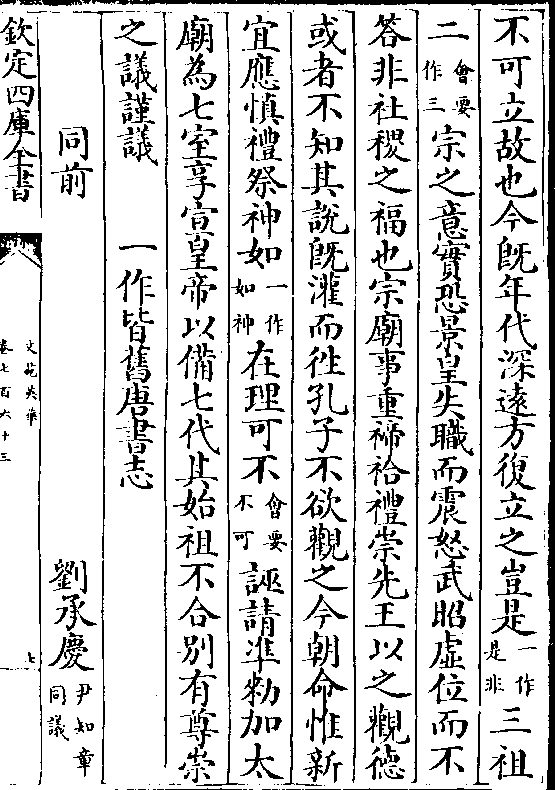 不可立故也今既年代深遠方復立之豈是一作是非三祖
二會要作三宗之意實恐景皇失職而震怒武昭虛位而不
答非社稷之福也宗廟事重禘祫禮崇先王以之觀德
或者不知其說既灌而徃孔子不欲觀之今朝命惟新
宜應慎禮祭神如一作如神在理可不會要不可誣請准勑加太
廟為七室享宣皇帝以備七代其始祖不合別有尊崇
之議謹議 一作皆舊唐書志
同前 劉承慶尹知章同議
欽定四庫全書 文苑英華卷七百六十三 七